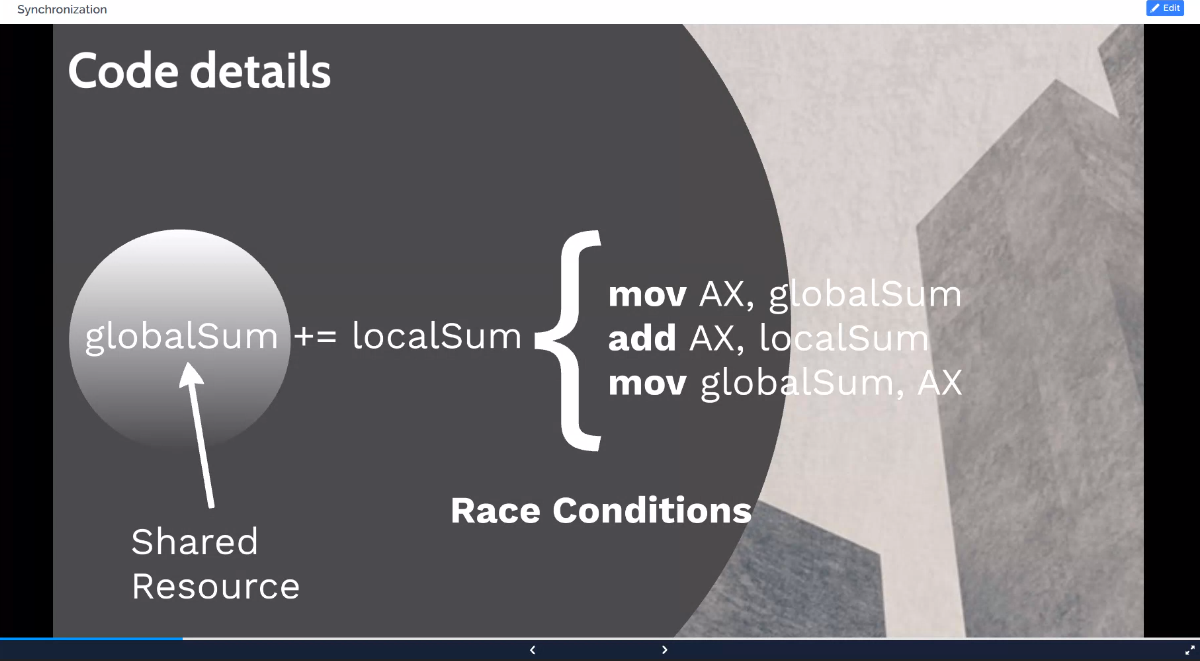 Synchronization
Edit
Code details
globalSum += localSum {
mov AX, globalSum
add AX, localSum
mov globalSum, AX
Race Conditions
Shared
Resource